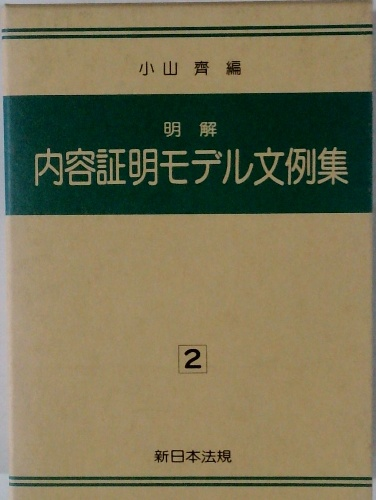 小山 齊 編
明解
内容証明モデル文例集
2
新日本法規